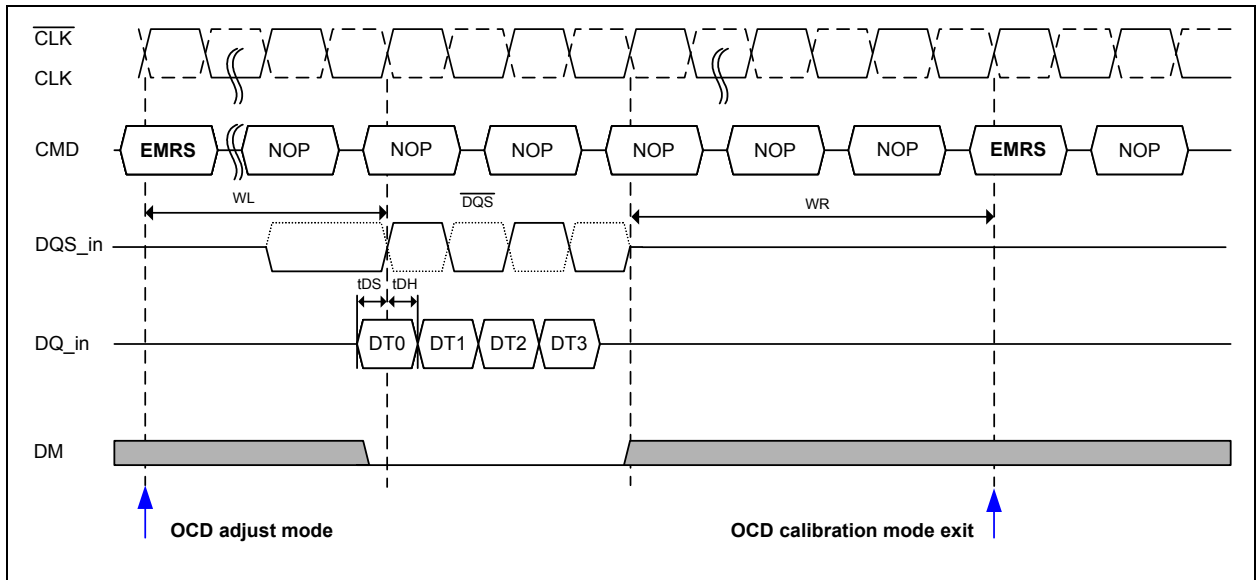 CLK
CLK
CMD
EMRS NOP NOP NOP NOP NOP NOP EMRS NOP
WL DQS WR
DQS_in
tDS tDH
DQ_in DT0 DT1 DT2 DT3
DM
OCD adjust mode OCD calibration mode exit